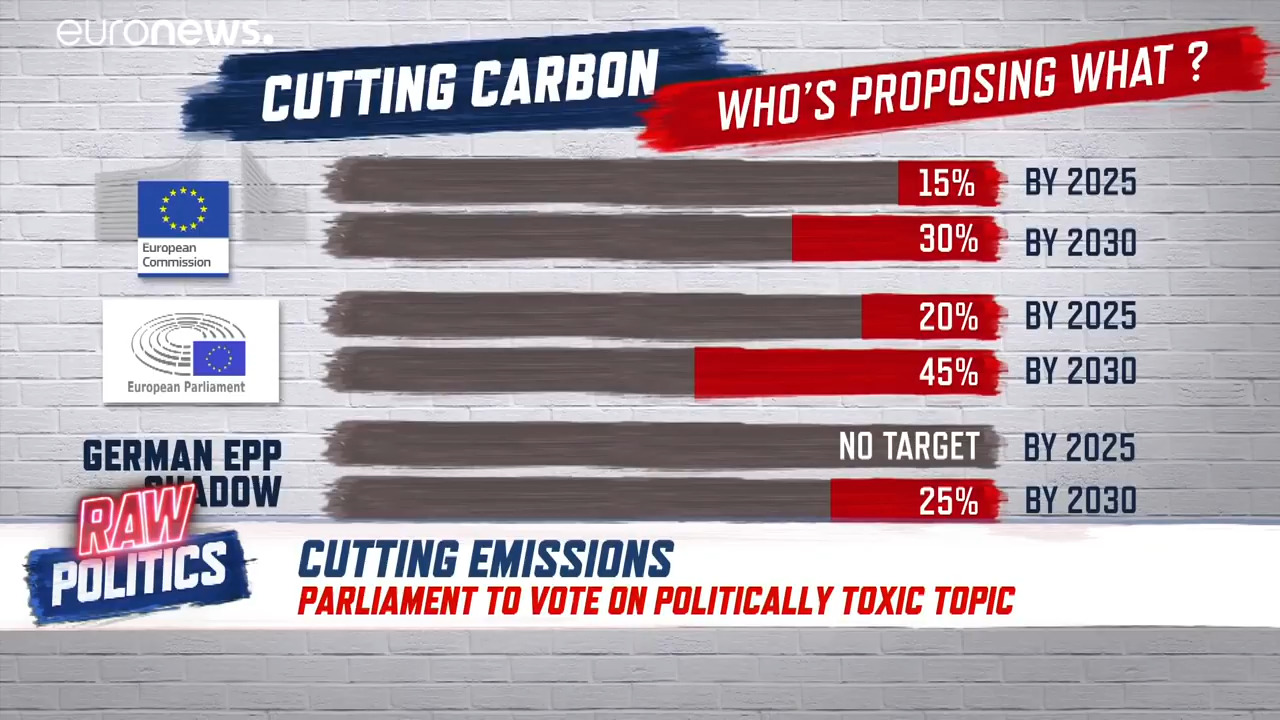 euronews.
CUTTING CARBON
WHO'S PROPOSING WHAT ?
European
Commission
15% BY 2025
30% BY 2030
European Parliament
20% BY 2025
45% BY 2030
GERMAN EPP
SHADOW
NO TARGET BY 2025
25% BY 2030
RAW
POLITICS
CUTTING EMISSIONS
PARLIAMENT TO VOTE ON POLITICALLY TOXIC TOPIC